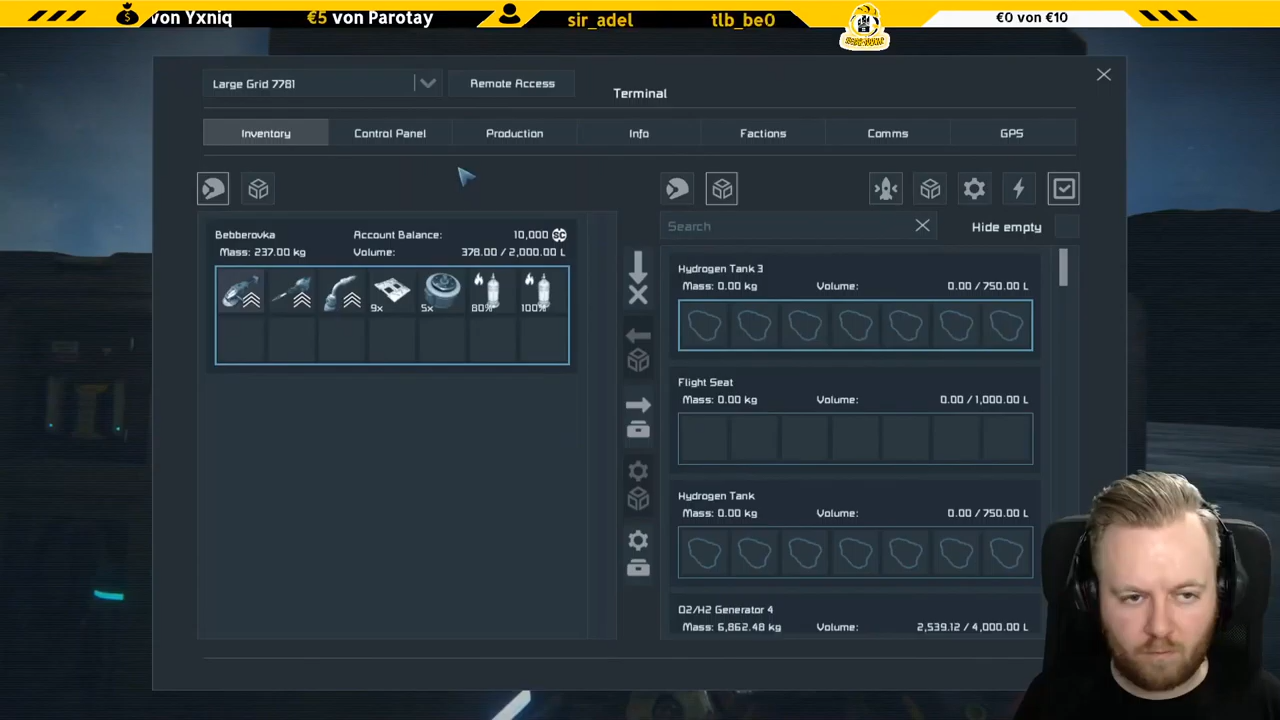 von Yxniq
€5 von Parotay
sir_adel
tlb_be0
€0 von €10
Large Grid 7781
Remote Access
Terminal
Inventory
Control Panel
Production
Info
Factions
Comms
GPS
Search
Hide empty
Bebberovka
Account Balance:
10,000
SC
Mass: 237.00 kg
Volume:
378.00 / 2,000.00 L
9x
5x
80%
100%
Hydrogen Tank 3
Mass: 0.00 kg
Volume:
0.00 / 750.00 L
Flight Seat
Mass: 0.00 kg
Volume:
0.00 / 1,000.00 L
Hydrogen Tank
Mass: 0.00 kg
Volume:
0.00 / 750.00 L
O2/H2 Generator 4
Mass: 6,862.48 kg
Volume:
2,539.12 / 4,000.00 L